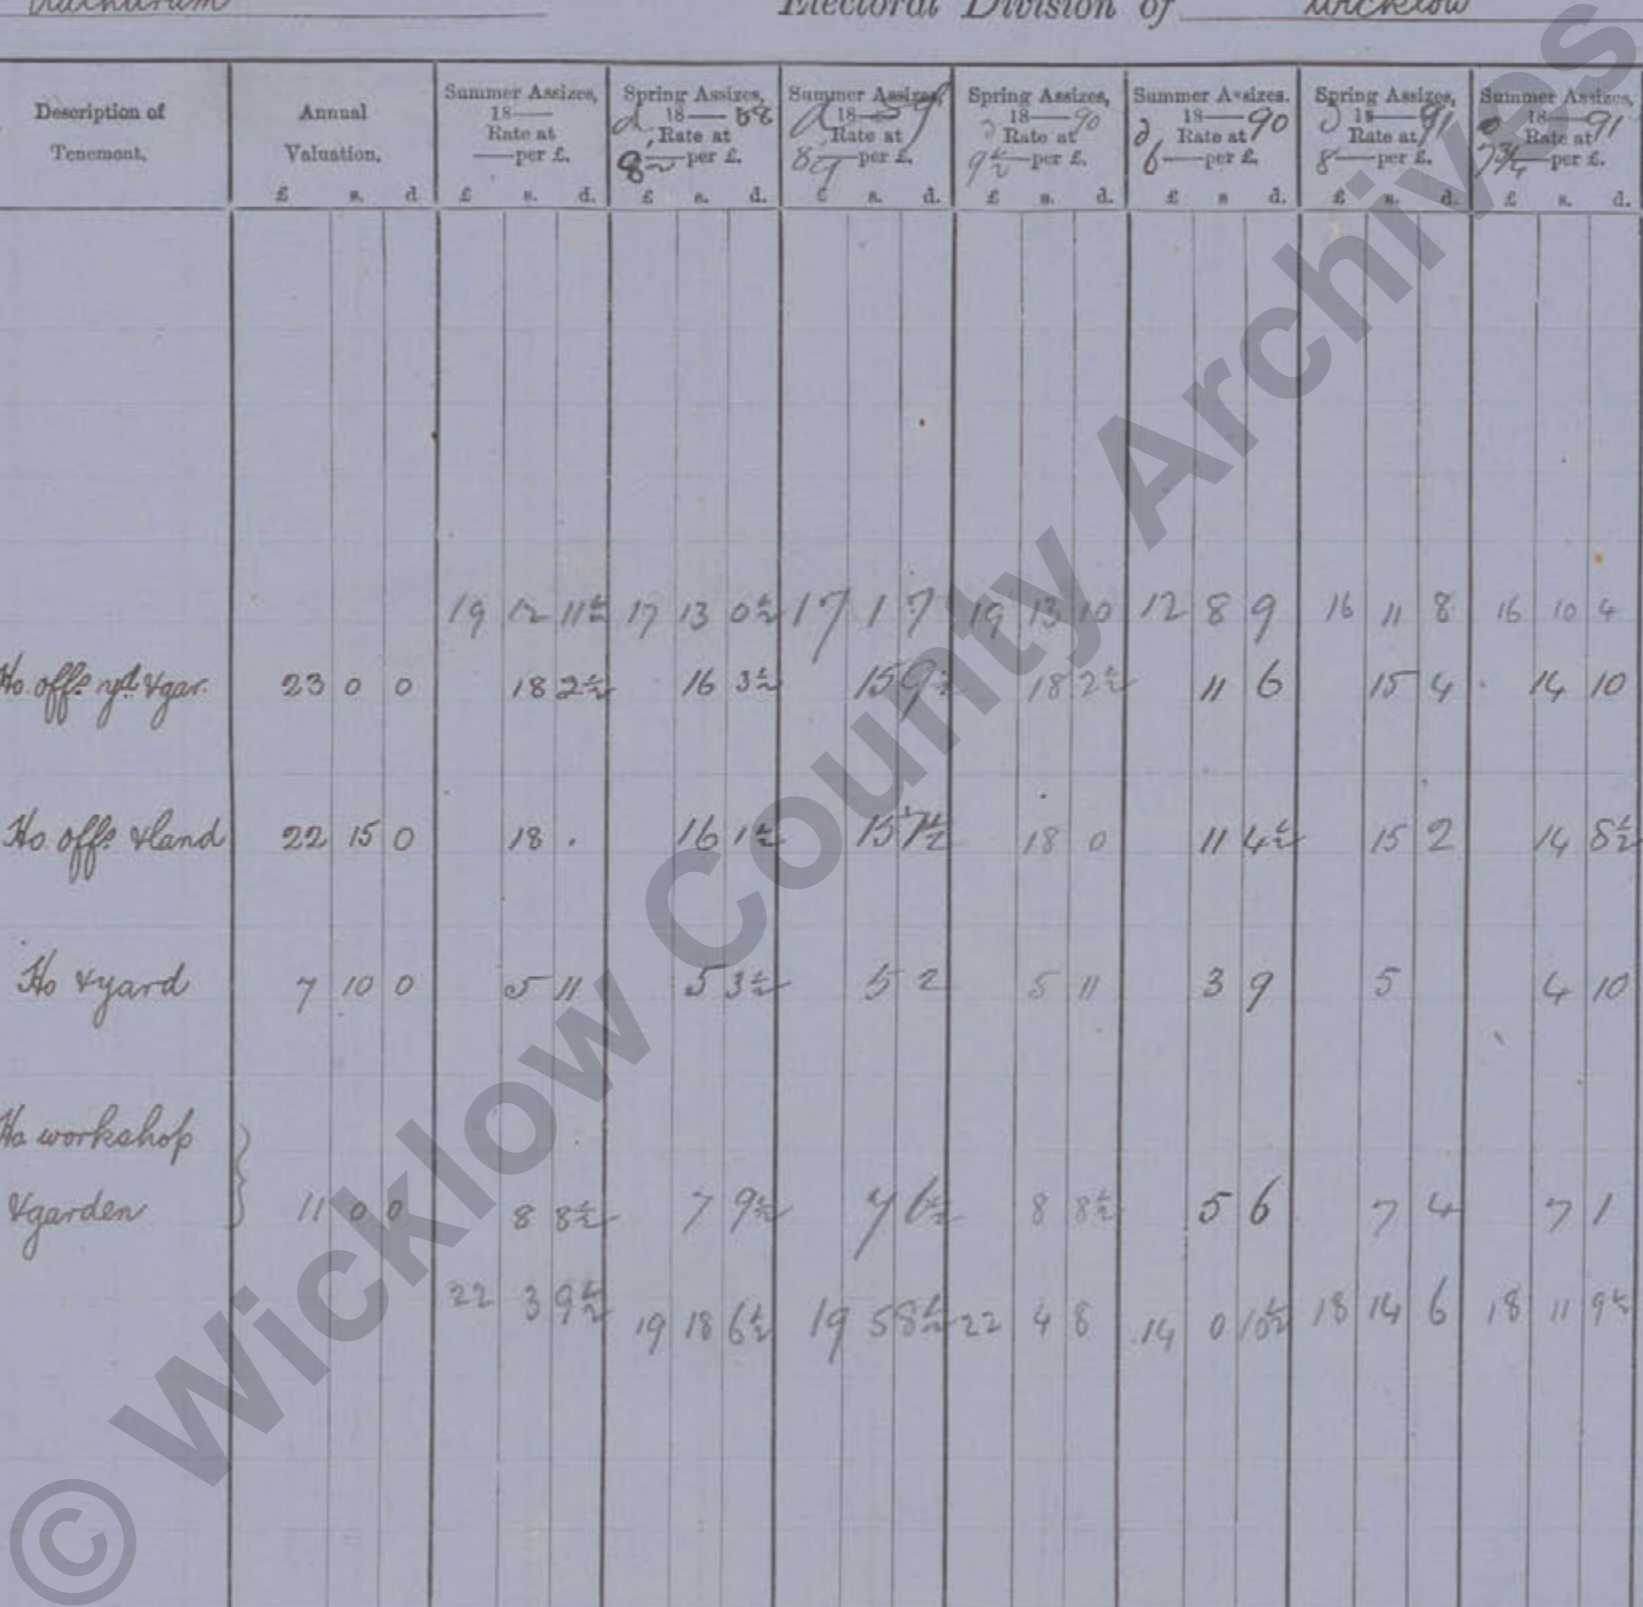 Rathdrum Electoral Division of Wicklow
Description of Tenement. Annual Valuation. Summer Assizes, 18— Rate at —per £. Spring Assizes, 18— 88 Rate at 8½ d —per £. Summer Assizes, 18— 89 Rate at 8¼ d —per £. Spring Assizes, 18— 90 Rate at 9½ d —per £. Summer Assizes. 18— 90 Rate at 6 d —per £. Spring Assizes, 18— 91 Rate at 8 d —per £. Summer Assizes, 18— 91 Rate at 7¾ —per £.
£ s. d £ s. d. £ s. d. £ s. d. £ s. d. £ s d. £ s. d. £ s. d.
19 12 11½ 17 13 0½ 17 1 7 19 13 10 12 8 9 16 11 8 16 10 4
Ho. offs yd & gar. 23 0 0 18 2½ 16 3½ 15 9½ 18 2½ 11 6 15 4 14 10
Ho offs & land 22 15 0 18 . 16 1½ 15 7½ 18 0 11 4½ 15 2 14 8½
Ho & yard 7 10 0 5 11 5 3½ 5 2 5 11 3 9 5 4 10
Ho workshop
& garden 11 0 0 8 8½ 7 9½ 7 6½ 8 8½ 5 6 7 4 7 1
22 3 9½ 19 18 6½ 19 5 8½ 22 4 8 14 0 10½ 18 14 6 18 11 9½
© Wicklow County Archives